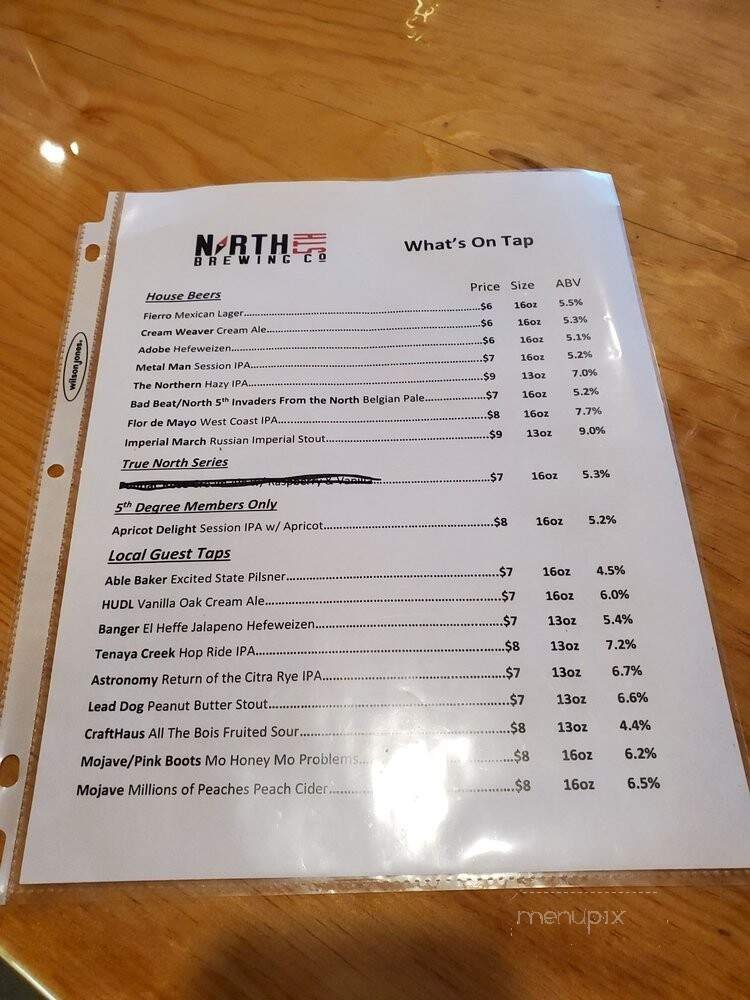 NORTH 5TH
BREWING CO
What's On Tap
Price Size ABV
House Beers
Fierro Mexican Lager $6 16oz 5.5%
Cream Weaver Cream Ale $6 16oz 5.3%
Adobe Hefeweizen $6 16oz 5.1%
Metal Man Session IPA $7 16oz 5.2%
The Northern Hazy IPA $9 13oz 7.0%
Bad Beat/North 5th Invaders From the North Belgian Pale $7 16oz 5.2%
Flor de Mayo West Coast IPA $8 16oz 7.7%
Imperial March Russian Imperial Stout $9 13oz 9.0%
True North Series
w/ Raspberry & Vanilla $7 16oz 5.3%
5th Degree Members Only
Apricot Delight Session IPA w/ Apricot $8 16oz 5.2%
Local Guest Taps
Able Baker Excited State Pilsner $7 16oz 4.5%
HUDL Vanilla Oak Cream Ale $7 16oz 6.0%
Banger El Heffe Jalapeno Hefeweizen $7 13oz 5.4%
Tenaya Creek Hop Ride IPA $8 13oz 7.2%
Astronomy Return of the Citra Rye IPA $7 13oz 6.7%
Lead Dog Peanut Butter Stout $7 13oz 6.6%
CraftHaus All The Bois Fruited Sour $8 13oz 4.4%
Mojave/Pink Boots Mo Honey Mo Problems $8 16oz 6.2%
Mojave Millions of Peaches Peach Cider $8 16oz 6.5%
wilson jones
menupix